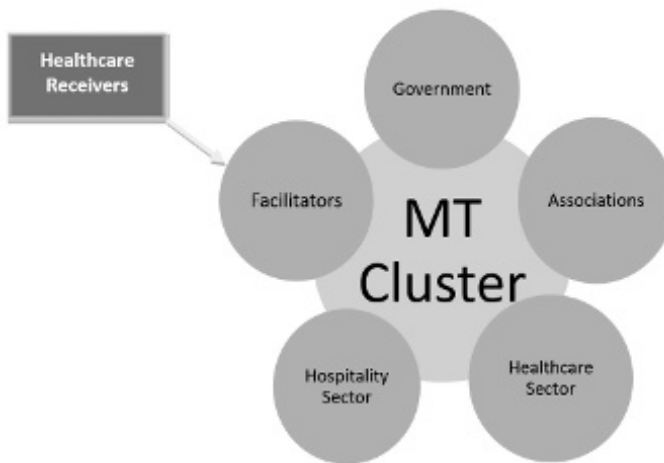 Healthcare
Receivers
Government
Facilitators
Associations
MT
Cluster
Hospitality
Sector
Healthcare
Sector